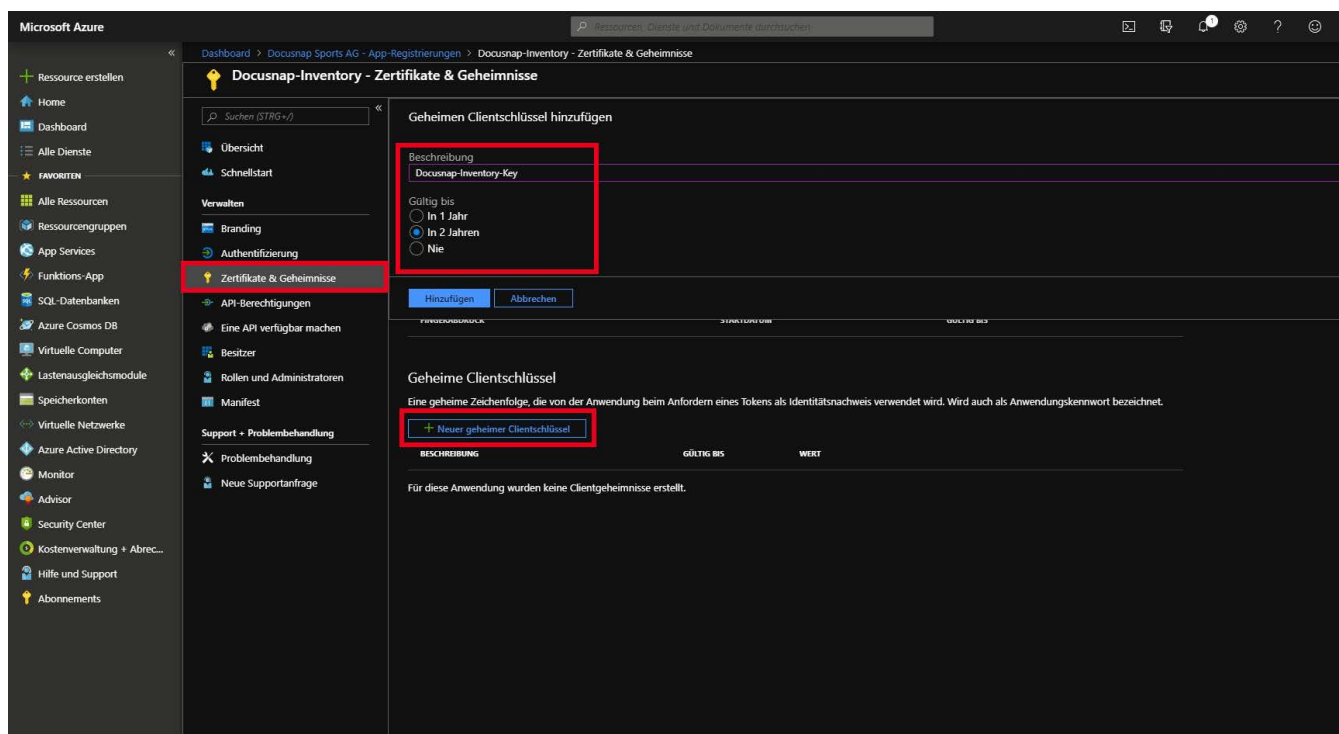 Microsoft Azure
Ressourcen, Dienste und Dokumente durchsuchen
1
?
«
Ressource erstellen
Home
Dashboard
Alle Dienste
FAVORITEN
Alle Ressourcen
Ressourcengruppen
App Services
Funktions-App
SQL-Datenbanken
Azure Cosmos DB
Virtuelle Computer
Lastenausgleichsmodule
Speicherkonten
Virtuelle Netzwerke
Azure Active Directory
Monitor
Advisor
Security Center
Kostenverwaltung + Abrec...
Hilfe und Support
Abonnements
Dashboard > Docusnap Sports AG - App-Registrierungen > Docusnap-Inventory - Zertifikate & Geheimnisse
Docusnap-Inventory - Zertifikate & Geheimnisse
Suchen (STRG+/)
«
Übersicht
Schnellstart
Verwalten
Branding
Authentifizierung
Zertifikate & Geheimnisse
API-Berechtigungen
Eine API verfügbar machen
Besitzer
Rollen und Administratoren
Manifest
Support + Problembehandlung
Problembehandlung
Neue Supportanfrage
Geheimen Clientschlüssel hinzufügen
Beschreibung
Docusnap-Inventory-Key
Gültig bis
In 1 Jahr
In 2 Jahren
Nie
Hinzufügen
Abbrechen
FINGERABDRUCK STARTDATUM GÜLTIG BIS
Geheime Clientschlüssel
Eine geheime Zeichenfolge, die von der Anwendung beim Anfordern eines Tokens als Identitätsnachweis verwendet wird. Wird auch als Anwendungskennwort bezeichnet.
+ Neuer geheimer Clientschlüssel
BESCHREIBUNG GÜLTIG BIS WERT
Für diese Anwendung wurden keine Clientgeheimnisse erstellt.